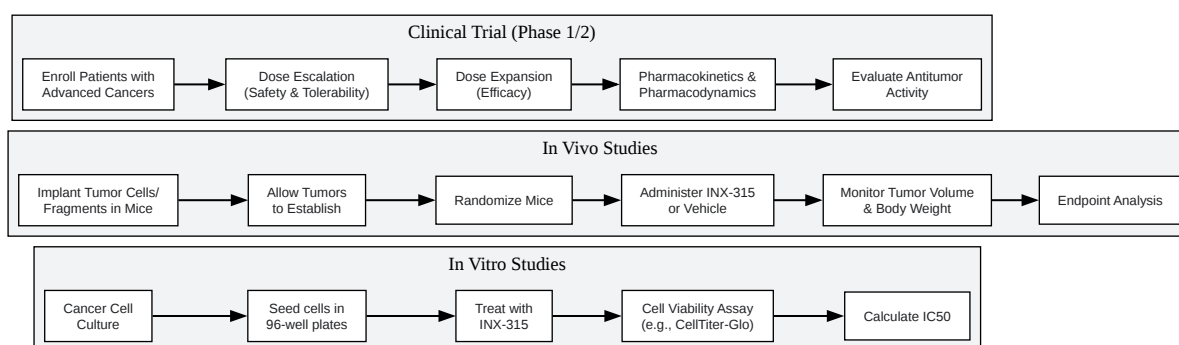 Clinical Trial (Phase 1/2)
Enroll Patients with
Advanced Cancers
Dose Escalation
(Safety & Tolerability)
Dose Expansion
(Efficacy)
Pharmacokinetics &
Pharmacodynamics
Evaluate Antitumor
Activity
In Vivo Studies
Implant Tumor Cells/
Fragments in Mice
Allow Tumors
to Establish
Randomize Mice
Administer INX-315
or Vehicle
Monitor Tumor Volume
& Body Weight
Endpoint Analysis
In Vitro Studies
Cancer Cell
Culture
Seed cells in
96-well plates
Treat with
INX-315
Cell Viability Assay
(e.g., CellTiter-Glo)
Calculate IC50